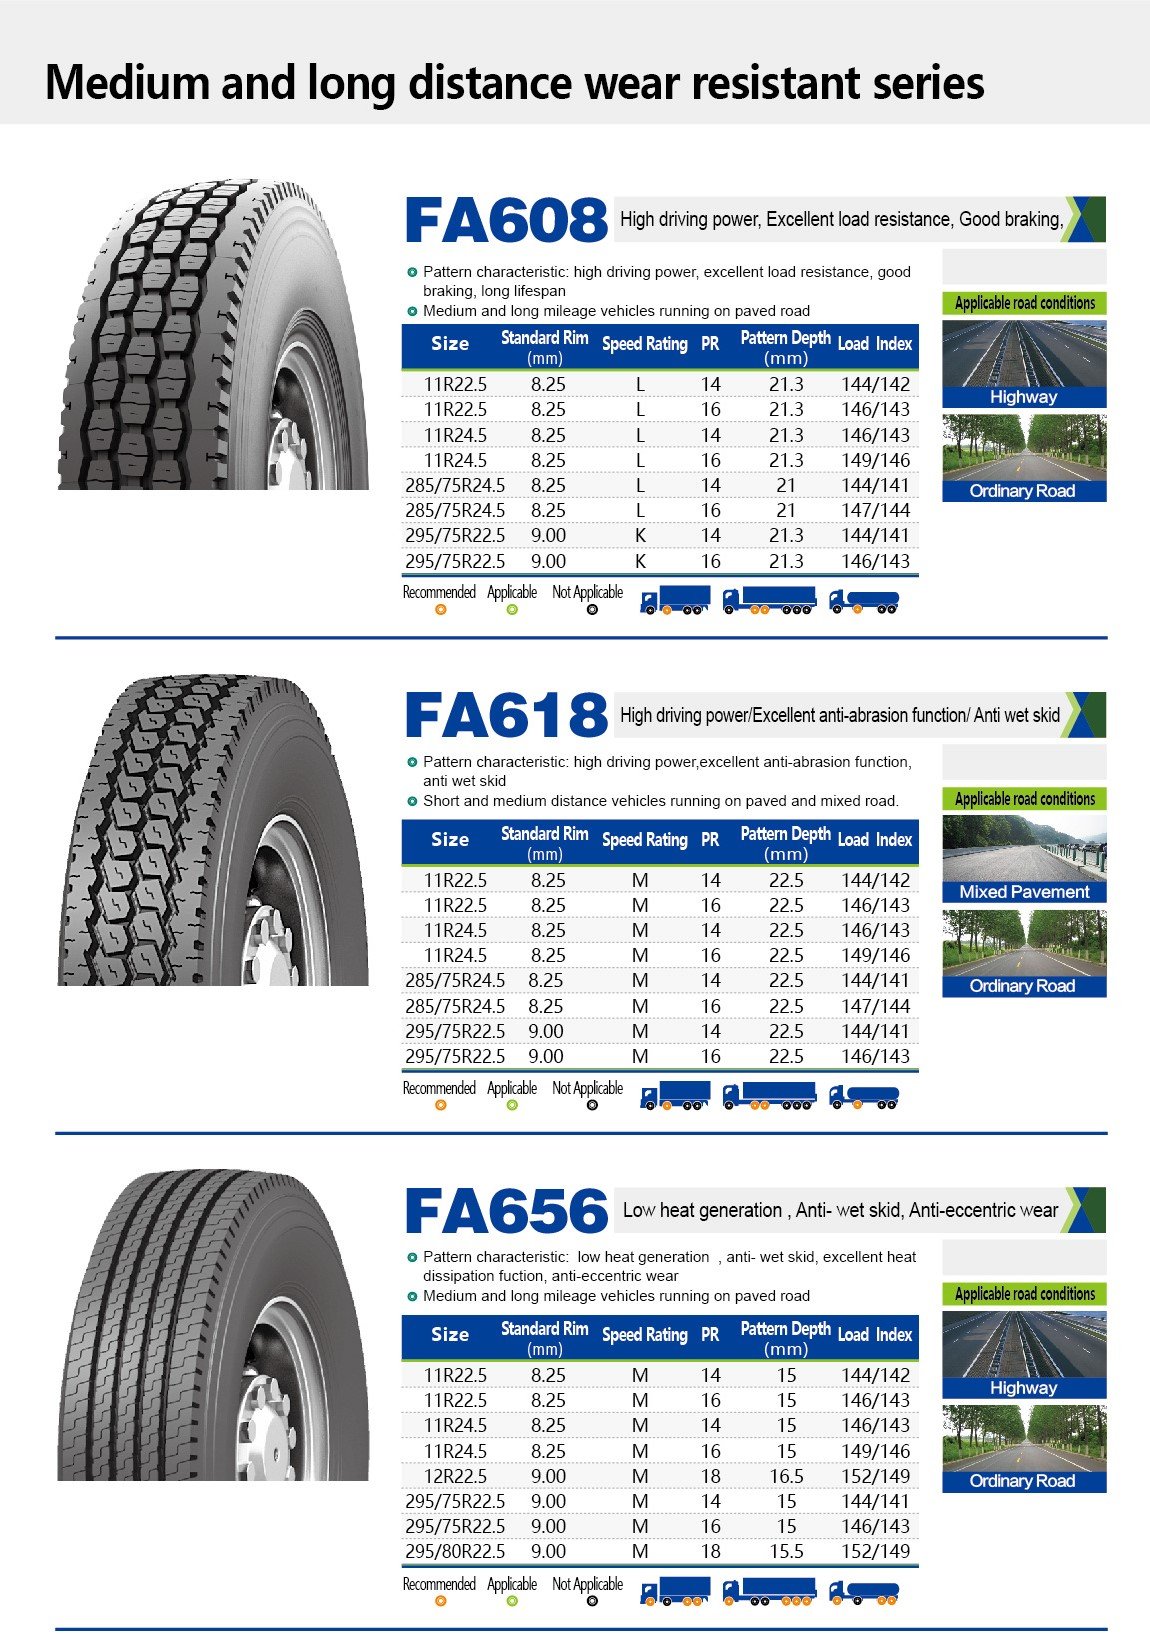 Medium and long distance wear resistant series
FA608 High driving power, Excellent load resistance, Good braking,
Pattern characteristic: high driving power, excellent load resistance, good
braking, long lifespan
Medium and long mileage vehicles running on paved road
Size Standard Rim (mm) Speed Rating PR Pattern Depth (mm) Load Index
11R22.5 8.25 L 14 21.3 144/142
11R22.5 8.25 L 16 21.3 146/143
11R24.5 8.25 L 14 21.3 146/143
11R24.5 8.25 L 16 21.3 149/146
285/75R24.5 8.25 L 14 21 144/141
285/75R24.5 8.25 L 16 21 147/144
295/75R22.5 9.00 K 14 21.3 144/141
295/75R22.5 9.00 K 16 21.3 146/143
Recommended Applicable Not Applicable
Applicable road conditions
Highway
Ordinary Road
FA618 High driving power/Excellent anti-abrasion function/ Anti wet skid
Pattern characteristic: high driving power,excellent anti-abrasion function,
anti wet skid
Short and medium distance vehicles running on paved and mixed road.
Size Standard Rim (mm) Speed Rating PR Pattern Depth (mm) Load Index
11R22.5 8.25 M 14 22.5 144/142
11R22.5 8.25 M 16 22.5 146/143
11R24.5 8.25 M 14 22.5 146/143
11R24.5 8.25 M 16 22.5 149/146
285/75R24.5 8.25 M 14 22.5 144/141
285/75R24.5 8.25 M 16 22.5 147/144
295/75R22.5 9.00 M 14 22.5 144/141
295/75R22.5 9.00 M 16 22.5 146/143
Recommended Applicable Not Applicable
Applicable road conditions
Mixed Pavement
Ordinary Road
FA656 Low heat generation , Anti- wet skid, Anti-eccentric wear
Pattern characteristic: low heat generation , anti- wet skid, excellent heat
dissipation fuction, anti-eccentric wear
Medium and long mileage vehicles running on paved road
Size Standard Rim (mm) Speed Rating PR Pattern Depth (mm) Load Index
11R22.5 8.25 M 14 15 144/142
11R22.5 8.25 M 16 15 146/143
11R24.5 8.25 M 14 15 146/143
11R24.5 8.25 M 16 15 149/146
12R22.5 9.00 M 18 16.5 152/149
295/75R22.5 9.00 M 14 15 144/141
295/75R22.5 9.00 M 16 15 146/143
295/80R22.5 9.00 M 18 15.5 152/149
Recommended Applicable Not Applicable
Applicable road conditions
Highway
Ordinary Road